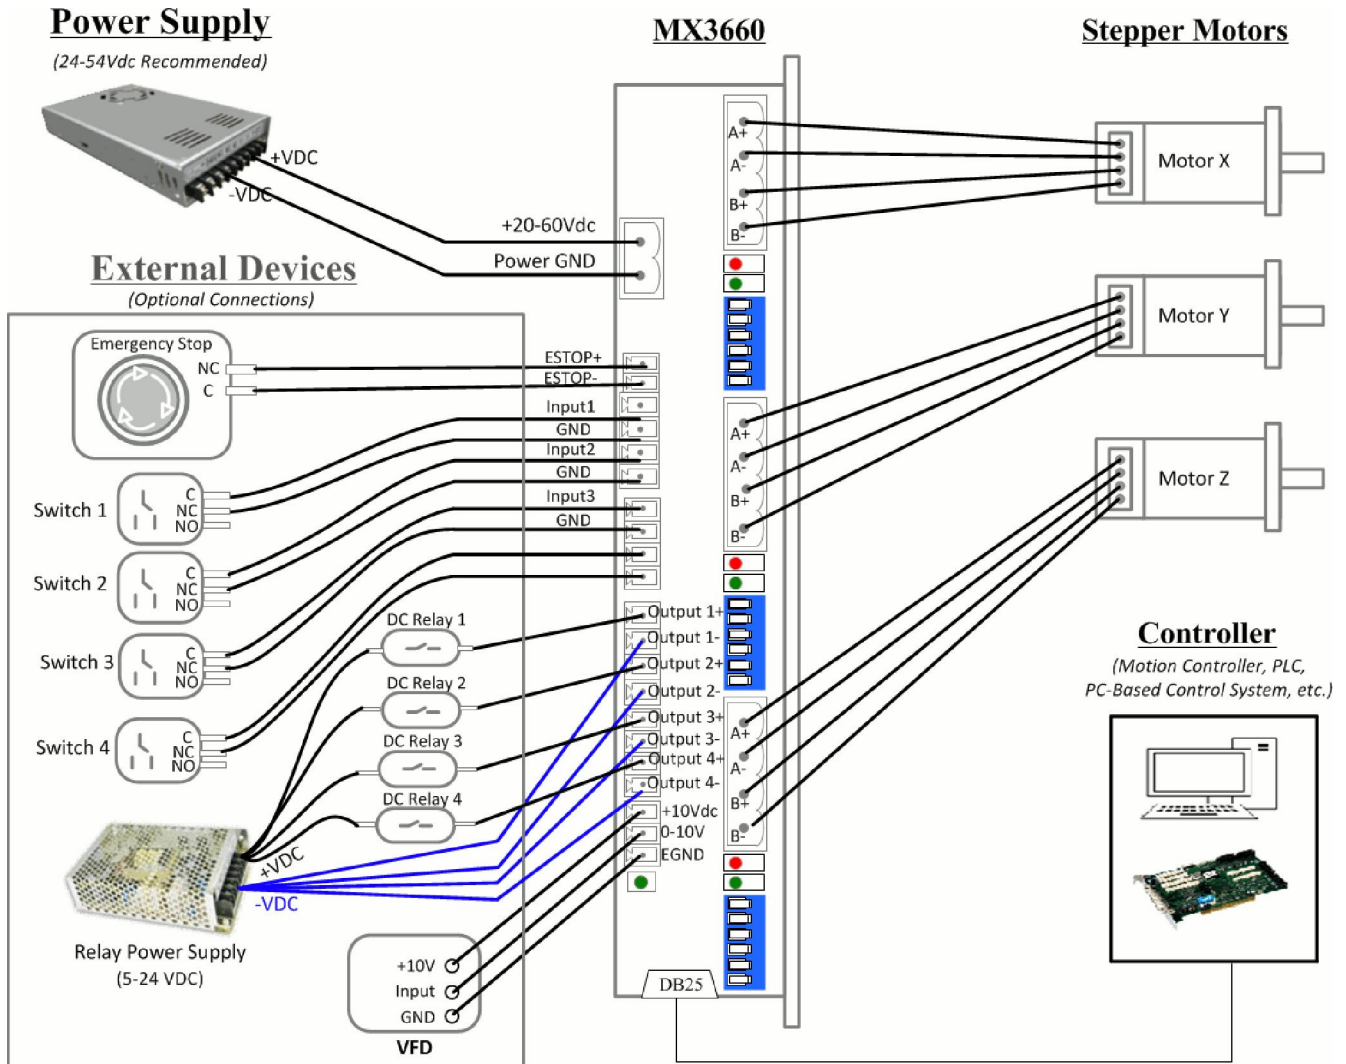 Power Supply
(24-54Vdc Recommended)
+VDC
-VDC
+20-60Vdc
Power GND
MX3660
Stepper Motors
A+
A-
B+
B-
Motor X
Motor Y
Motor Z
External Devices
(Optional Connections)
Emergency Stop
NC
C
ESTOP+
ESTOP-
Input1
GND
Input2
GND
Input3
GND
A+
A-
B+
B-
Switch 1
C
NC
NO
Switch 2
C
NC
NO
Switch 3
C
NC
NO
Switch 4
C
NC
NO
DC Relay 1
DC Relay 2
DC Relay 3
DC Relay 4
Output 1+
Output 1-
Output 2+
Output 2-
Output 3+
Output 3-
Output 4+
Output 4-
+10Vdc
0-10V
EGND
A+
A-
B+
B-
+VDC
-VDC
Relay Power Supply
(5-24 VDC)
+10V
Input
GND
VFD
DB25
Controller
(Motion Controller, PLC,
PC-Based Control System, etc.)